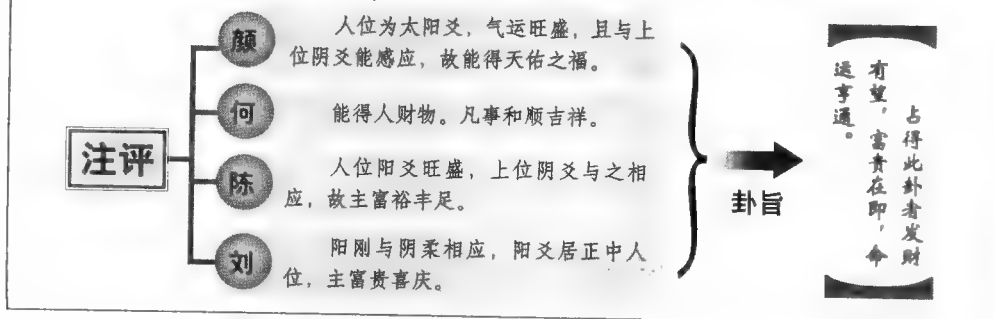 注评
颜
人位为太阳爻，气运旺盛，且与上
位阴爻能感应，故能得天佑之福。
何
能得人财物。凡事和顺吉祥。
陈
人位阳爻旺盛，上位阴爻与之相
应，故主富裕丰足。
刘
阳刚与阴柔相应，阳爻居正中人
位，主富贵喜庆。
卦旨
占得此卦者发财
有望，富贵在即，命
运亨通。